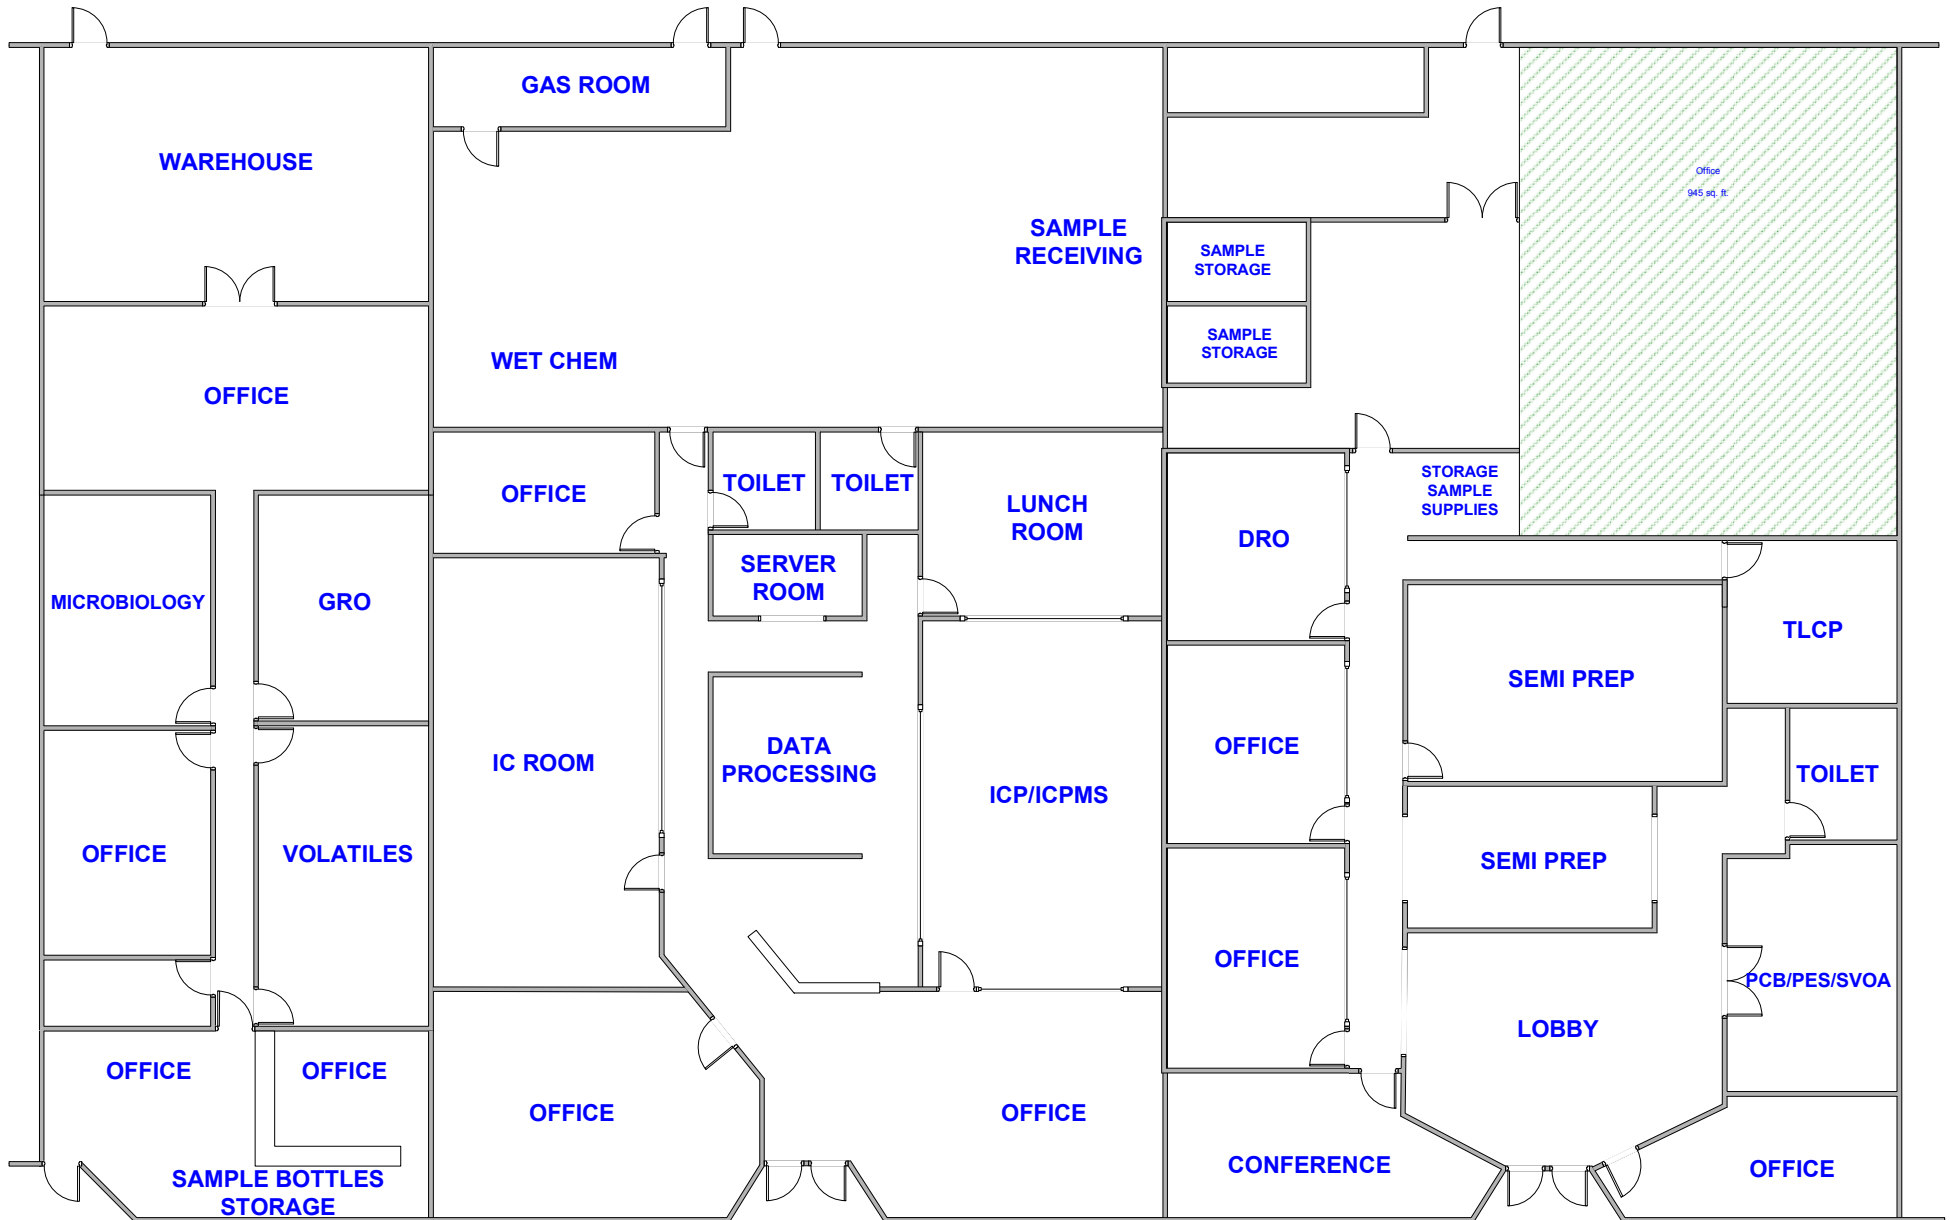 GAS ROOM
WAREHOUSE
Office
945 sq. ft.
SAMPLE
RECEIVING
SAMPLE
STORAGE
SAMPLE
STORAGE
WET CHEM
OFFICE
OFFICE
TOILET
TOILET
LUNCH
ROOM
STORAGE
SAMPLE
SUPPLIES
DRO
SERVER
ROOM
MICROBIOLOGY
GRO
TLCP
SEMI PREP
IC ROOM
DATA
PROCESSING
ICP/ICPMS
OFFICE
TOILET
OFFICE
VOLATILES
SEMI PREP
OFFICE
PCB/PES/SVOA
LOBBY
OFFICE
OFFICE
OFFICE
OFFICE
CONFERENCE
OFFICE
SAMPLE BOTTLES
STORAGE